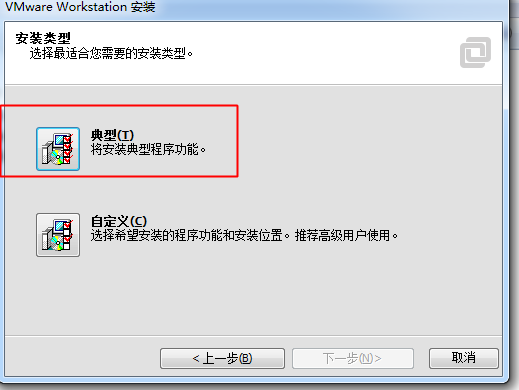 VMware Workstation 安装
安装类型
选择最适合您需要的安装类型。
典型(T)
将安装典型程序功能。
自定义(C)
选择希望安装的程序功能和安装位置。推荐高级用户使用。
< 上一步(B)
下一步(N) >
取消